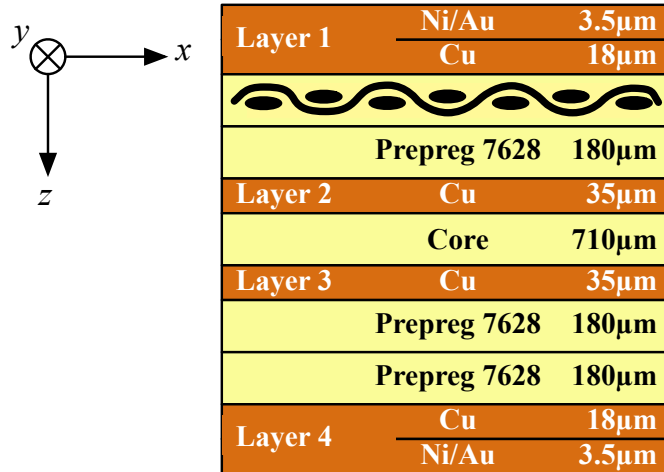 y
x
z
Layer 1 Ni/Au 3.5µm
Cu 18µm
Prepreg 7628 180µm
Layer 2 Cu 35µm
Core 710µm
Layer 3 Cu 35µm
Prepreg 7628 180µm
Prepreg 7628 180µm
Layer 4 Cu 18µm
Ni/Au 3.5µm